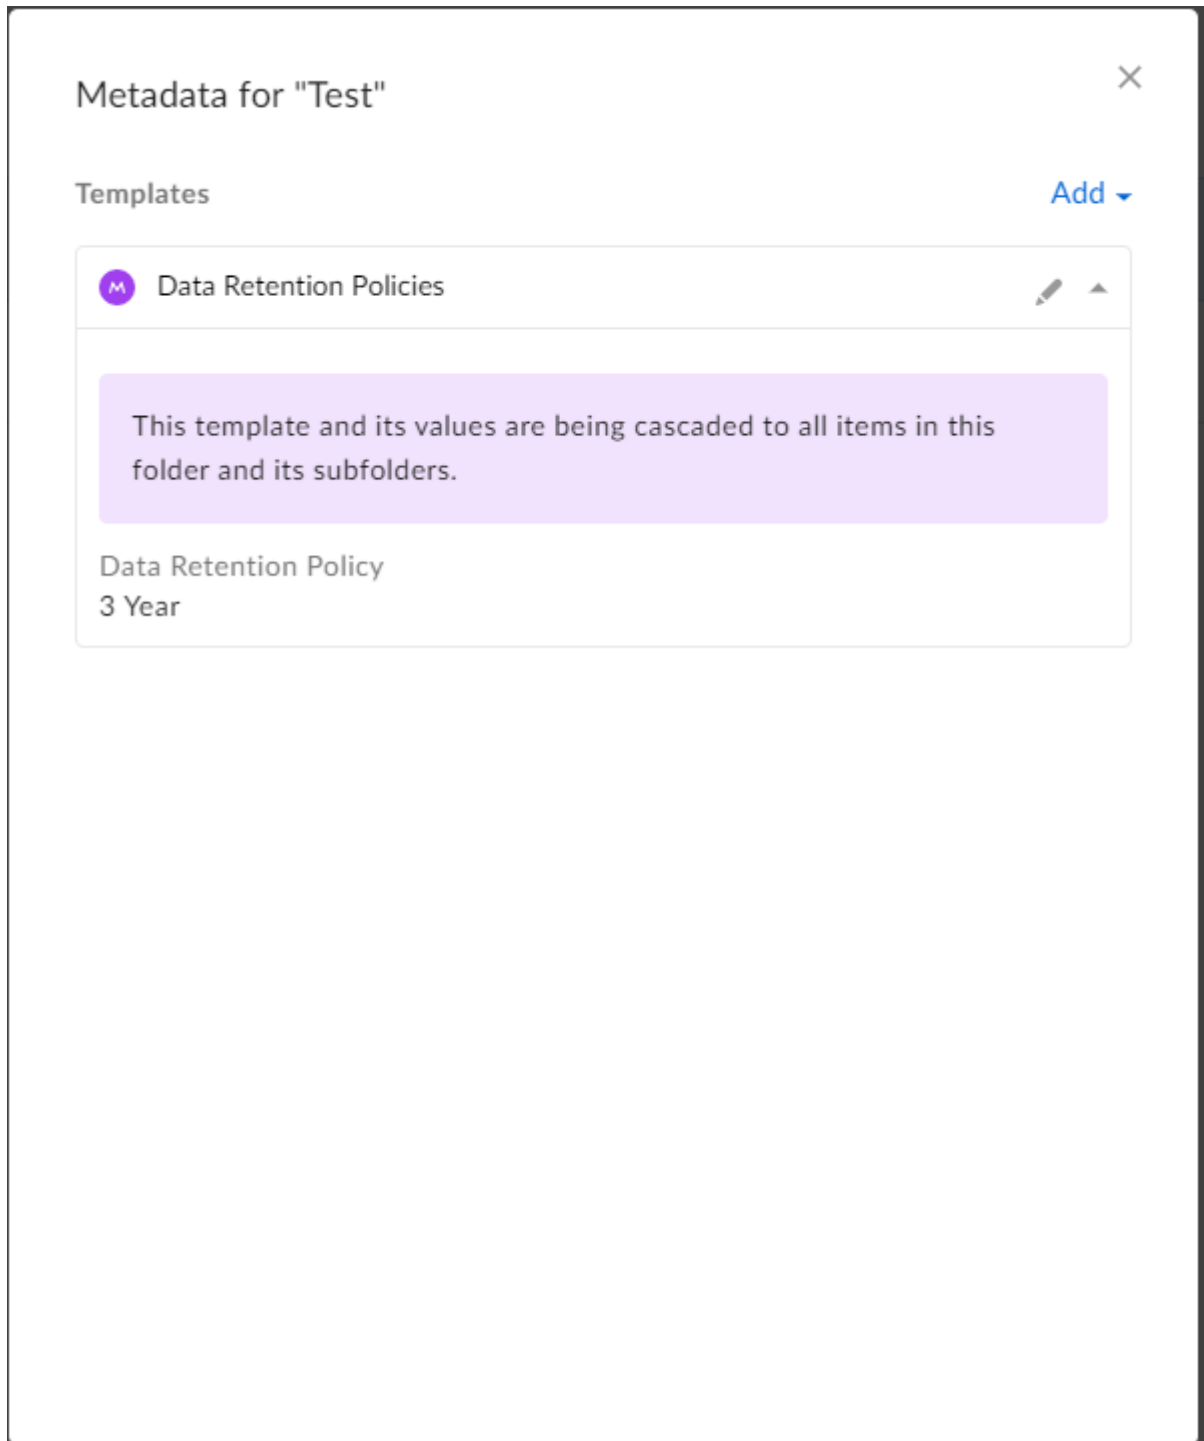 Metadata for "Test"
Templates
Add
M
Data Retention Policies
This template and its values are being cascaded to all items in this
folder and its subfolders.
Data Retention Policy
3 Year